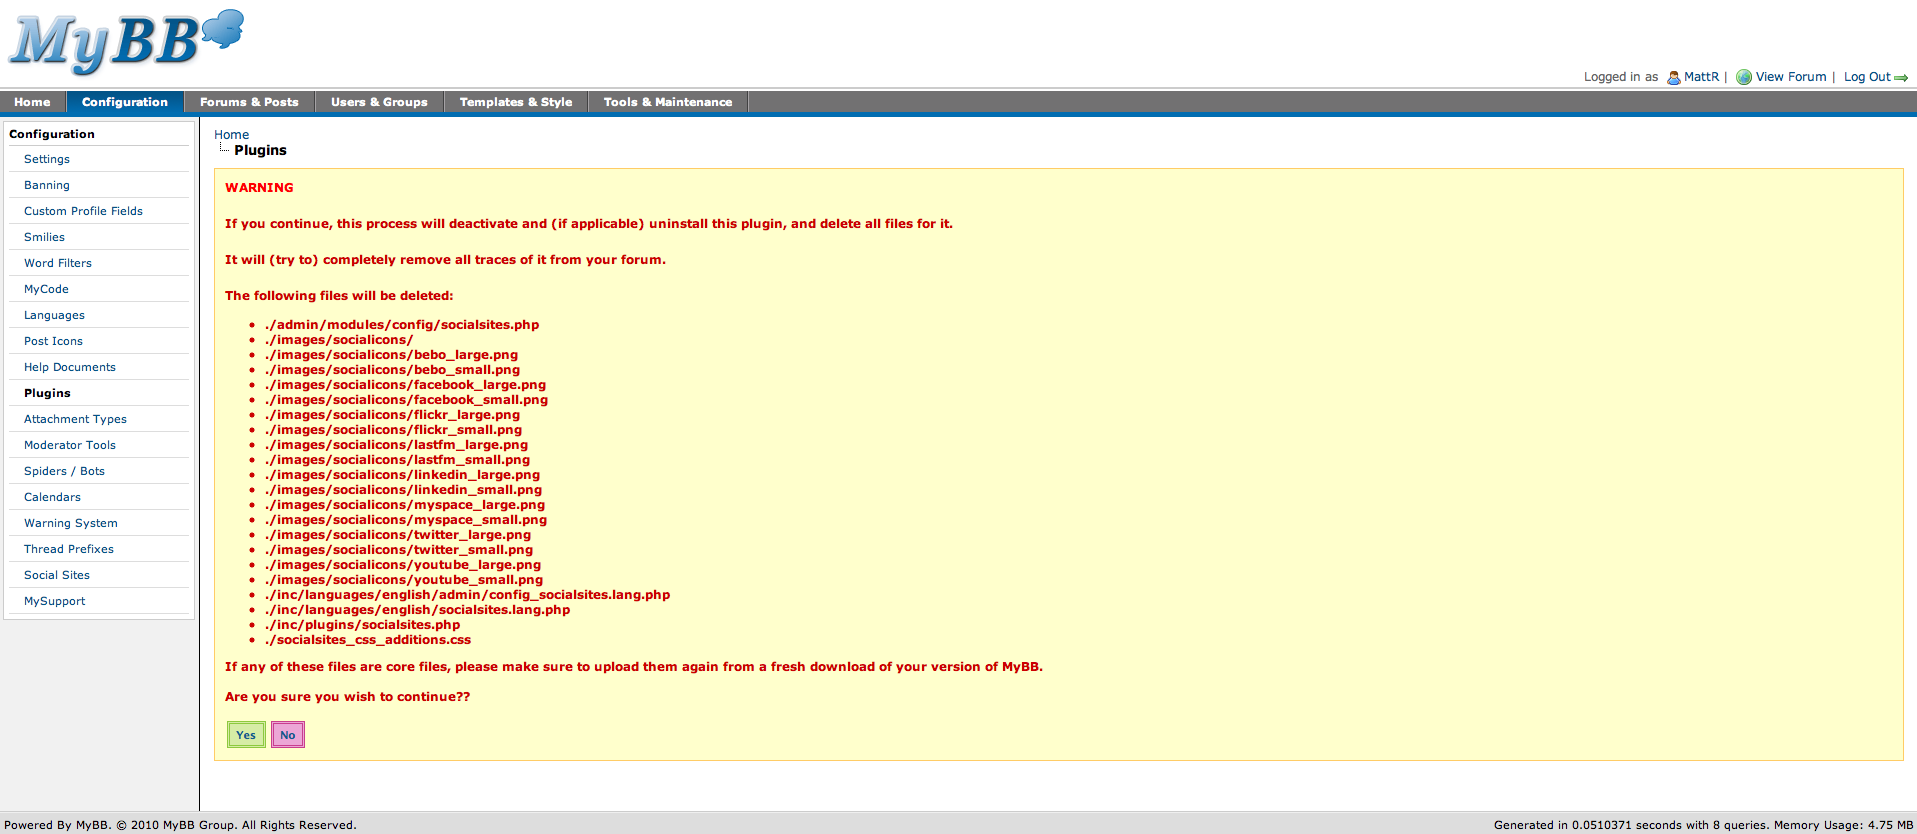 MyBB
Logged in as MattR | View Forum | Log Out
Home Configuration Forums & Posts Users & Groups Templates & Style Tools & Maintenance
Configuration
Settings
Banning
Custom Profile Fields
Smilies
Word Filters
MyCode
Languages
Post Icons
Help Documents
Plugins
Attachment Types
Moderator Tools
Spiders / Bots
Calendars
Warning System
Thread Prefixes
Social Sites
MySupport
Home
Plugins
WARNING
If you continue, this process will deactivate and (if applicable) uninstall this plugin, and delete all files for it.
It will (try to) completely remove all traces of it from your forum.
The following files will be deleted:
• ./admin/modules/config/socialsites.php
• ./images/socialicons/
• ./images/socialicons/bebo_large.png
• ./images/socialicons/bebo_small.png
• ./images/socialicons/facebook_large.png
• ./images/socialicons/facebook_small.png
• ./images/socialicons/flickr_large.png
• ./images/socialicons/flickr_small.png
• ./images/socialicons/lastfm_large.png
• ./images/socialicons/lastfm_small.png
• ./images/socialicons/linkedin_large.png
• ./images/socialicons/linkedin_small.png
• ./images/socialicons/myspace_large.png
• ./images/socialicons/myspace_small.png
• ./images/socialicons/twitter_large.png
• ./images/socialicons/twitter_small.png
• ./images/socialicons/youtube_large.png
• ./images/socialicons/youtube_small.png
• ./inc/languages/english/admin/config_socialsites.lang.php
• ./inc/languages/english/socialsites.lang.php
• ./inc/plugins/socialsites.php
• ./socialsites_css_additions.css
If any of these files are core files, please make sure to upload them again from a fresh download of your version of MyBB.
Are you sure you wish to continue??
Yes No
Powered By MyBB. © 2010 MyBB Group. All Rights Reserved.
Generated in 0.0510371 seconds with 8 queries. Memory Usage: 4.75 MB